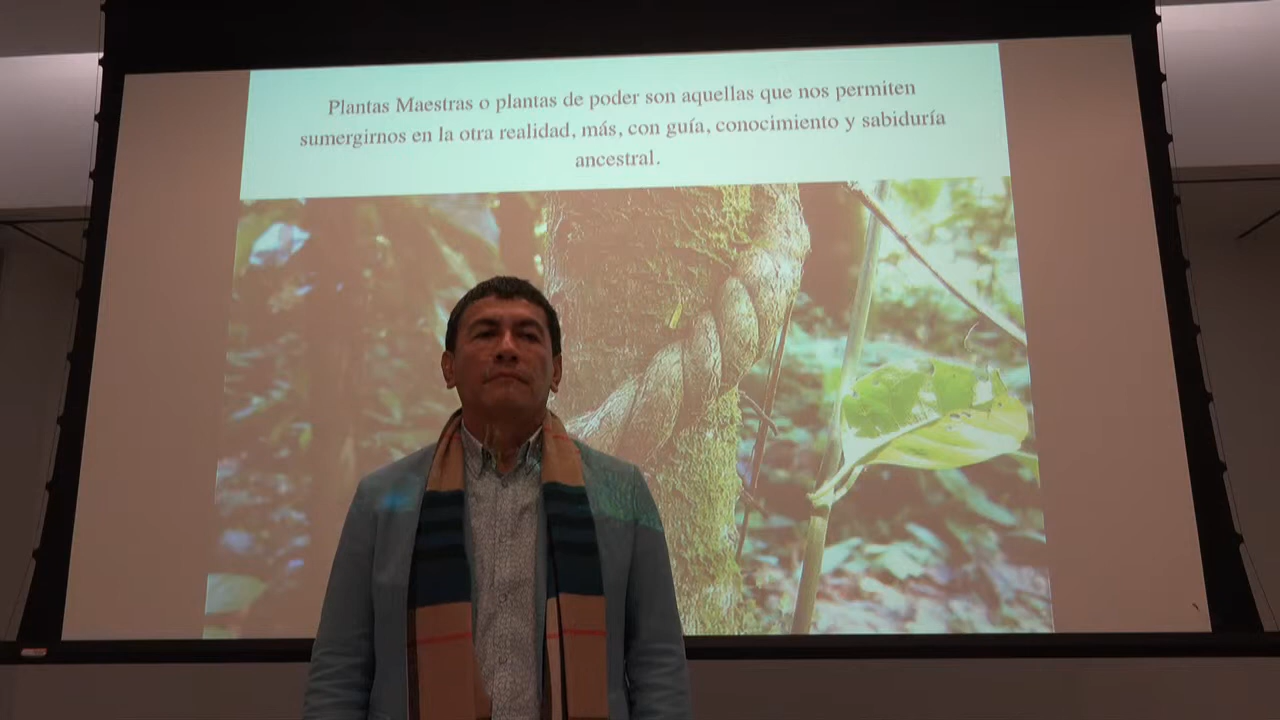 Plantas Maestras o plantas de poder son aquellas que nos permiten
sumergirnos en la otra realidad, más, con guía, conocimiento y sabiduría
ancestral.